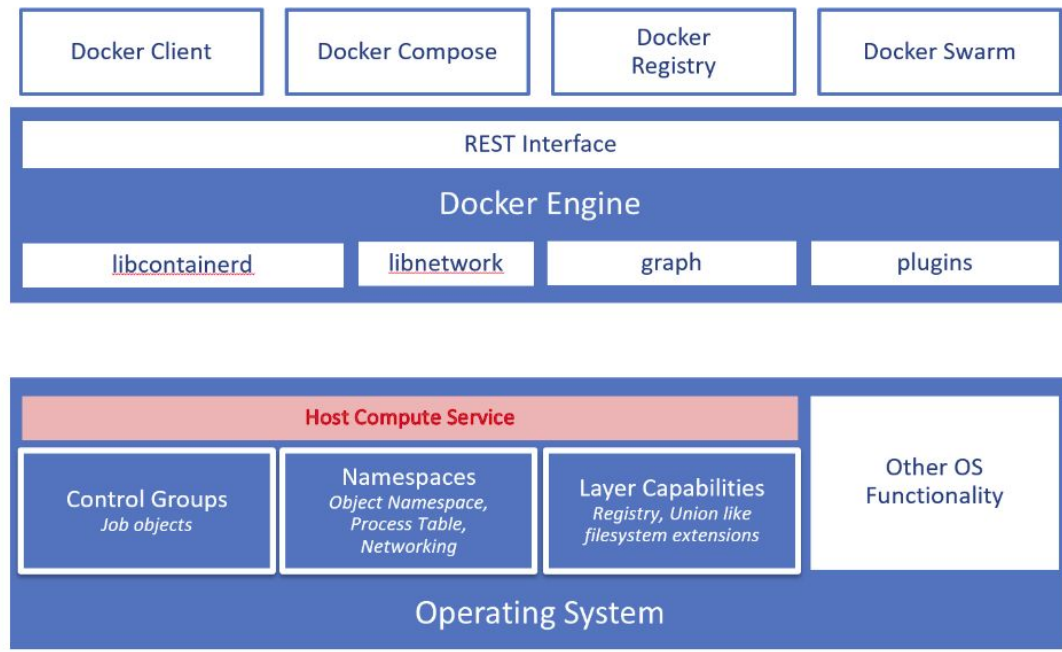 Docker Client
Docker Compose
Docker
Registry
Docker Swarm
REST Interface
Docker Engine
libcontainerd
libnetwork
graph
plugins
Host Compute Service
Control Groups
Job objects
Namespaces
Object Namespace,
Process Table,
Networking
Layer Capabilities
Registry, Union like
filesystem extensions
Other OS
Functionality
Operating System